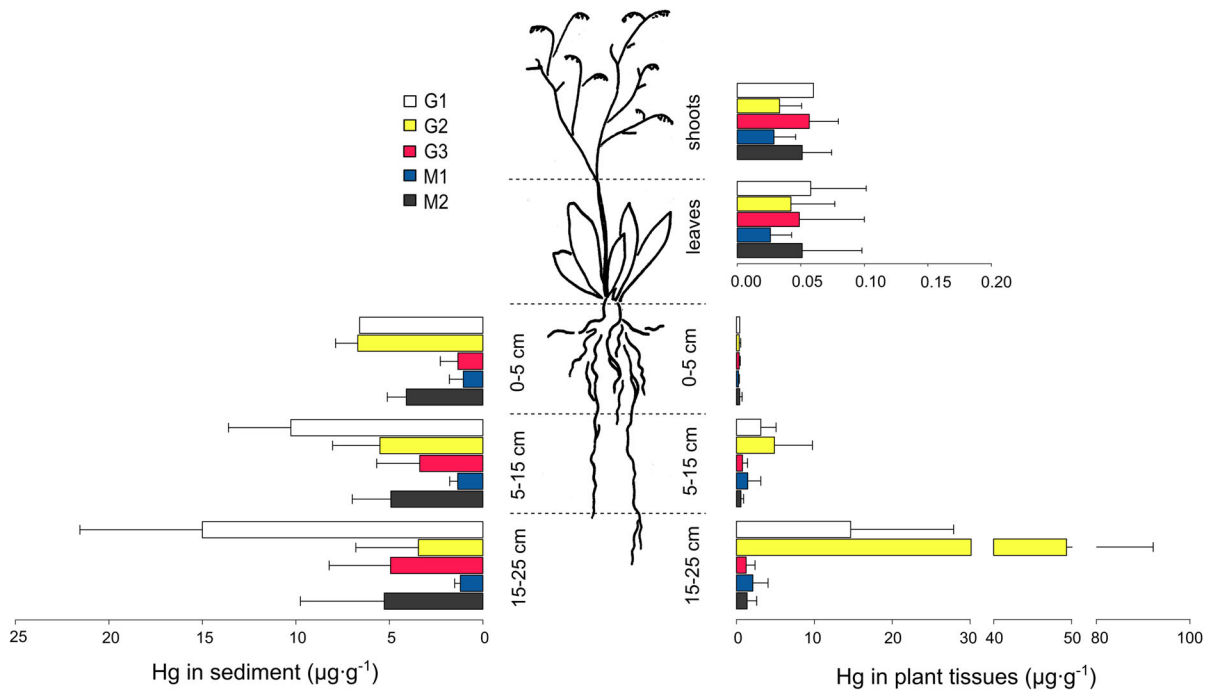 G1
G2
G3
M1
M2
shoots
leaves
0.00 0.05 0.10 0.15 0.20
0-5 cm
0-5 cm
5-15 cm
5-15 cm
15-25 cm
15-25 cm
25 20 15 10 5 0
0 10 20 30 40 50 80 100
Hg in sediment (µg·g-1)
Hg in plant tissues (µg·g-1)